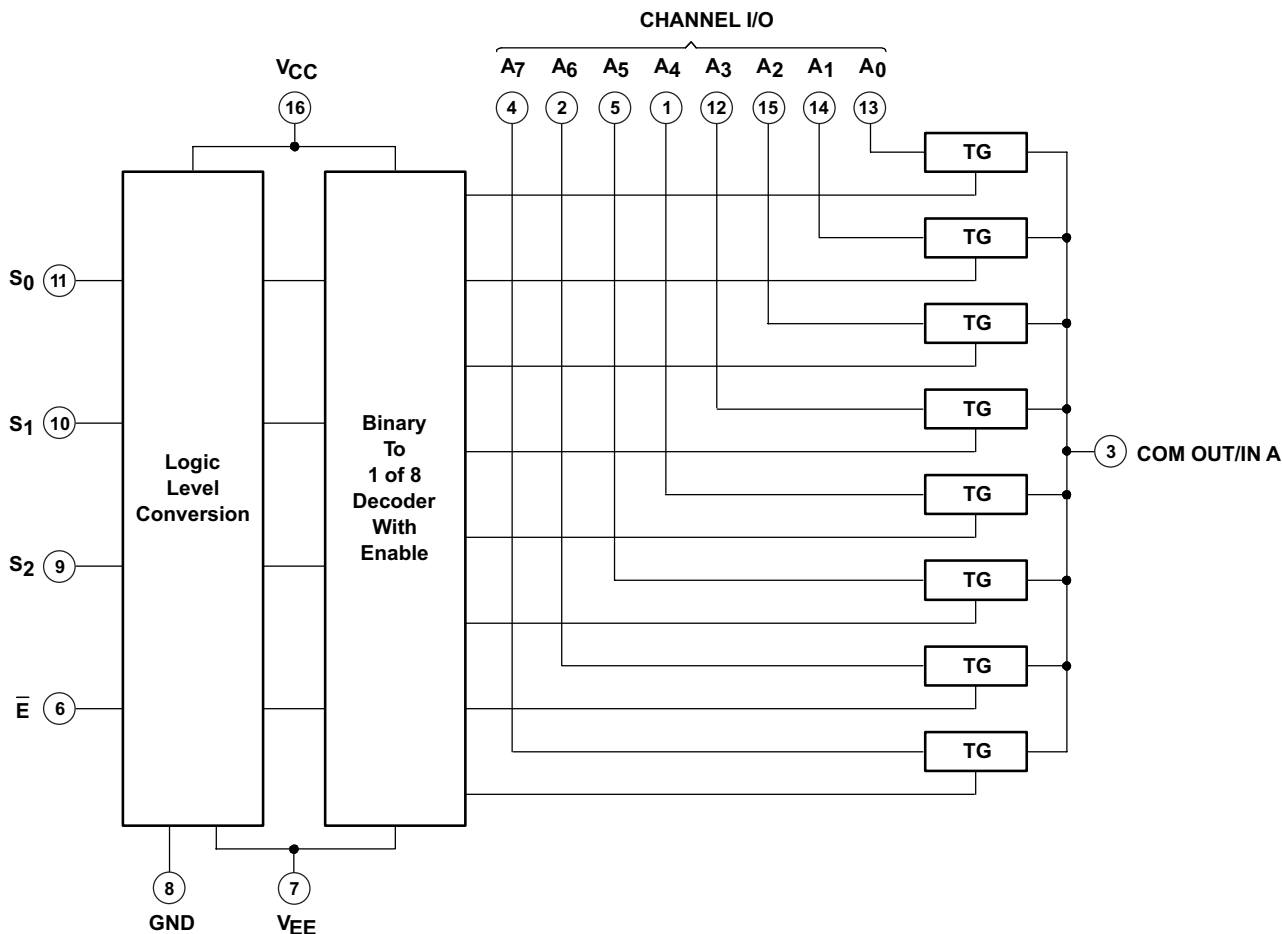 CHANNEL I/O
VCC
A7 A6 A5 A4 A3 A2 A1 A0
16
4 2 5 1 12 15 14 13
TG
TG
S0 11
TG
TG
S1 10
Binary
To
1 of 8
Decoder
With
Enable
Logic
Level
Conversion
3 COM OUT/IN A
TG
S2 9
TG
TG
E̅ 6
TG
8
GND
7
VEE